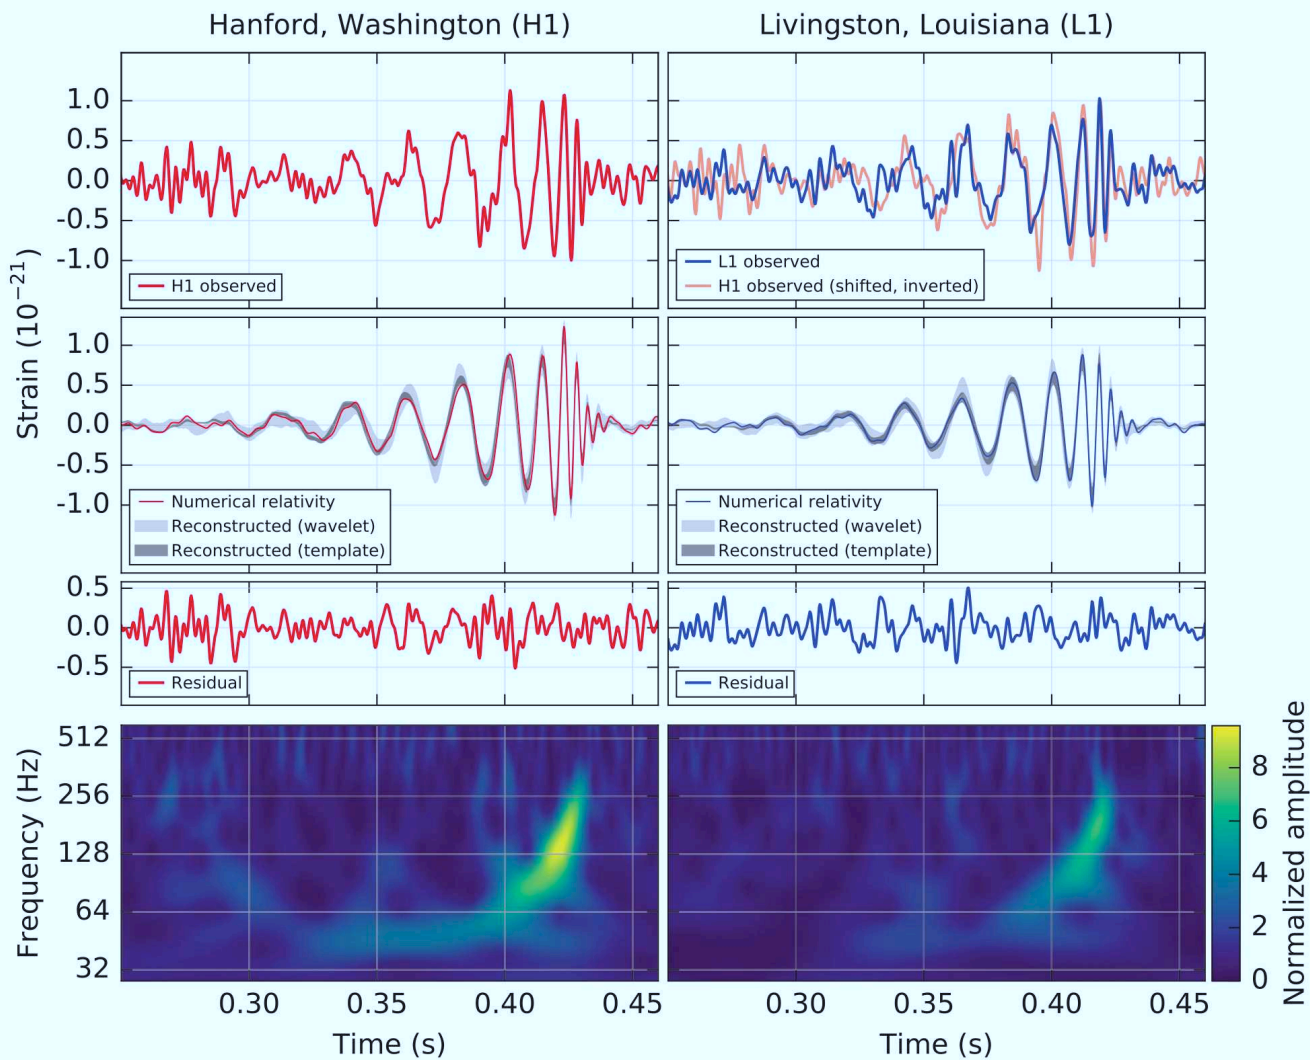 Hanford, Washington (H1)
Livingston, Louisiana (L1)
Strain (10⁻²¹)
1.0
0.5
0.0
-0.5
-1.0
H1 observed
L1 observed
H1 observed (shifted, inverted)
1.0
0.5
0.0
-0.5
-1.0
Numerical relativity
Reconstructed (wavelet)
Reconstructed (template)
Numerical relativity
Reconstructed (wavelet)
Reconstructed (template)
0.5
0.0
-0.5
Residual
Residual
Frequency (Hz)
512
256
128
64
32
0.30 0.35 0.40 0.45
Time (s)
0.30 0.35 0.40 0.45
Time (s)
8
6
4
2
0
Normalized amplitude